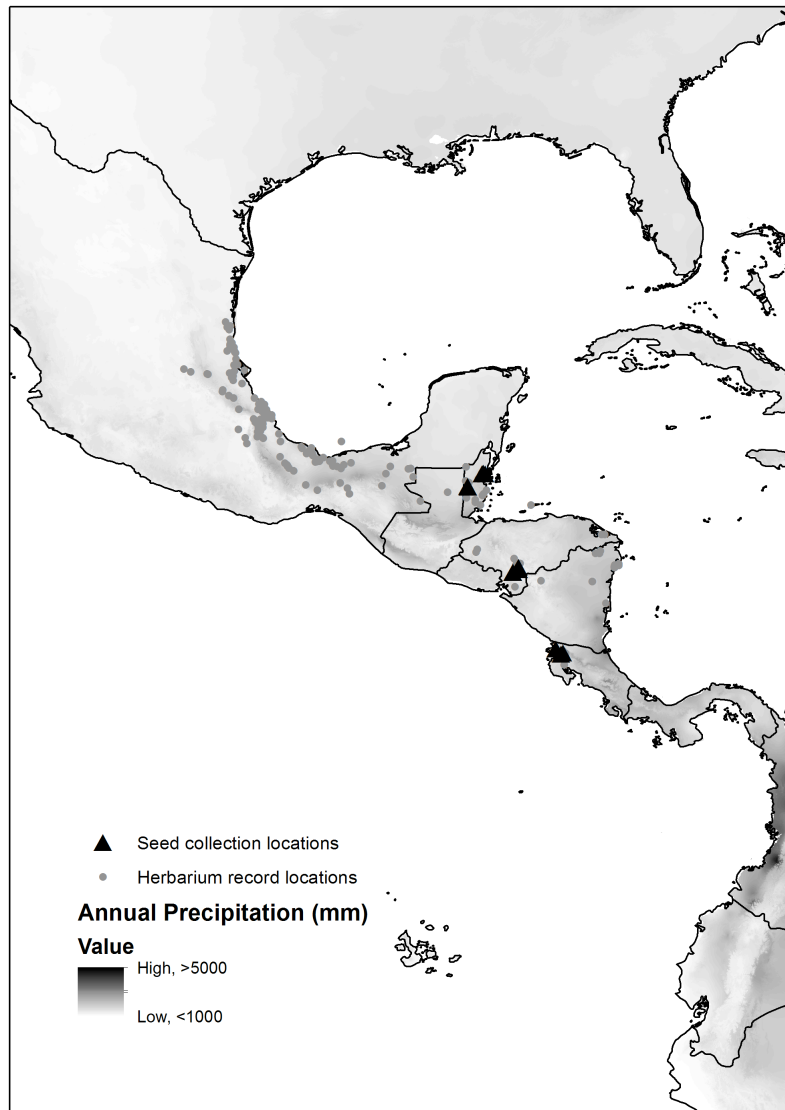 Seed collection locations
Herbarium record locations
Annual Precipitation (mm)
Value
High, >5000
Low, <1000